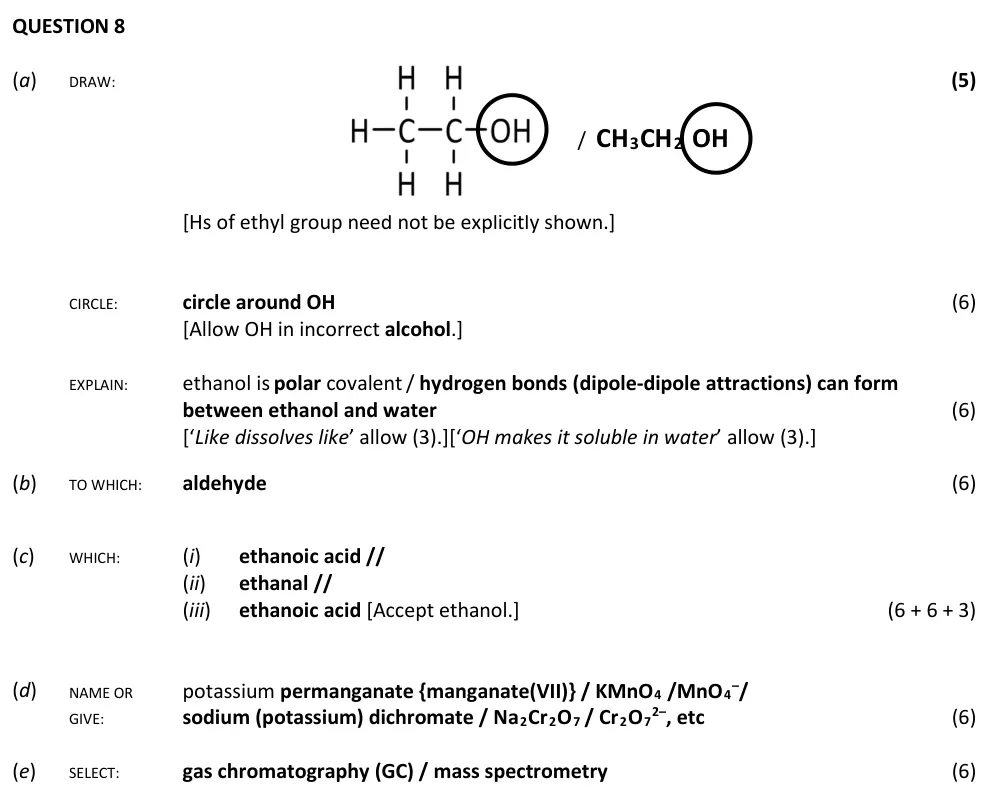 QUESTION 8
(a) DRAW: (5)
H H
H–C–C–OH / CH₃CH₂ OH
H H
[Hs of ethyl group need not be explicitly shown.]
CIRCLE: circle around OH (6)
[Allow OH in incorrect alcohol.]
EXPLAIN: ethanol is polar covalent / hydrogen bonds (dipole-dipole attractions) can form
between ethanol and water (6)
[‘Like dissolves like’ allow (3).][‘OH makes it soluble in water’ allow (3).]
(b) TO WHICH: aldehyde (6)
(c) WHICH: (i) ethanoic acid //
(ii) ethanal //
(iii) ethanoic acid [Accept ethanol.] (6 + 6 + 3)
(d) NAME OR potassium permanganate {manganate(VII)} / KMnO₄ /MnO₄⁻/
GIVE: sodium (potassium) dichromate / Na₂Cr₂O₇ / Cr₂O₇²⁻, etc (6)
(e) SELECT: gas chromatography (GC) / mass spectrometry (6)